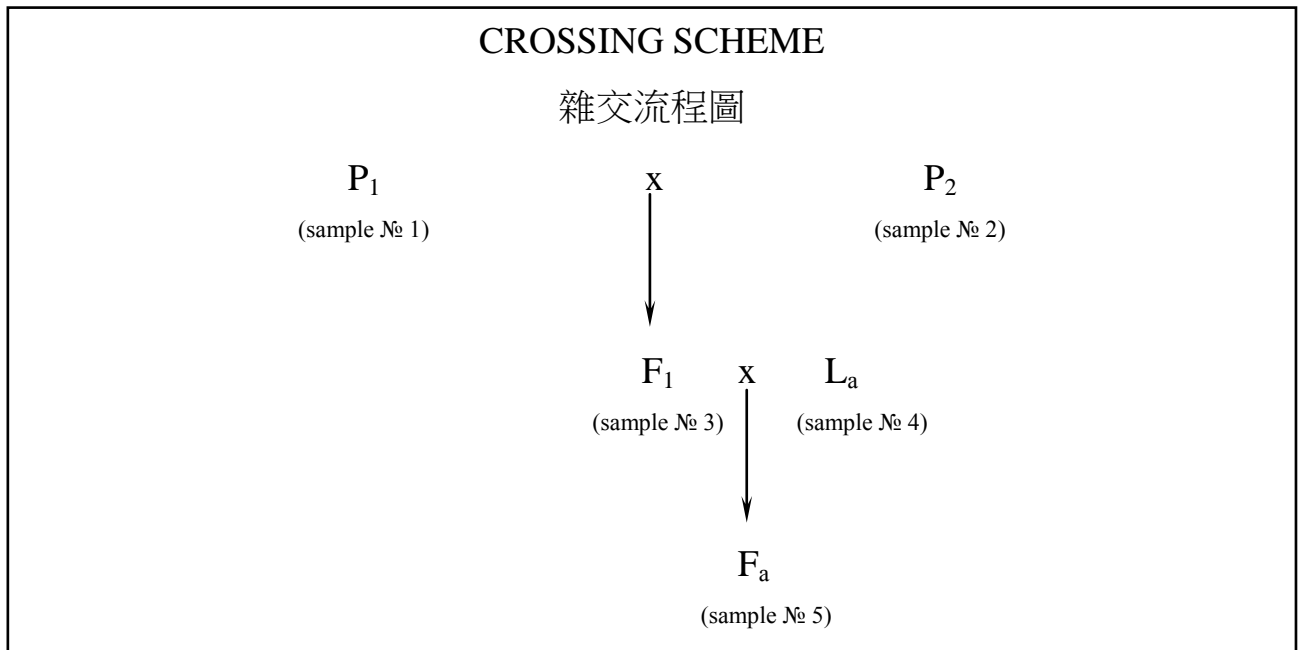 CROSSING SCHEME
雜交流程圖
P₁ x P₂
(sample № 1) (sample № 2)
F₁ x Lₐ
(sample № 3) (sample № 4)
Fₐ
(sample № 5)